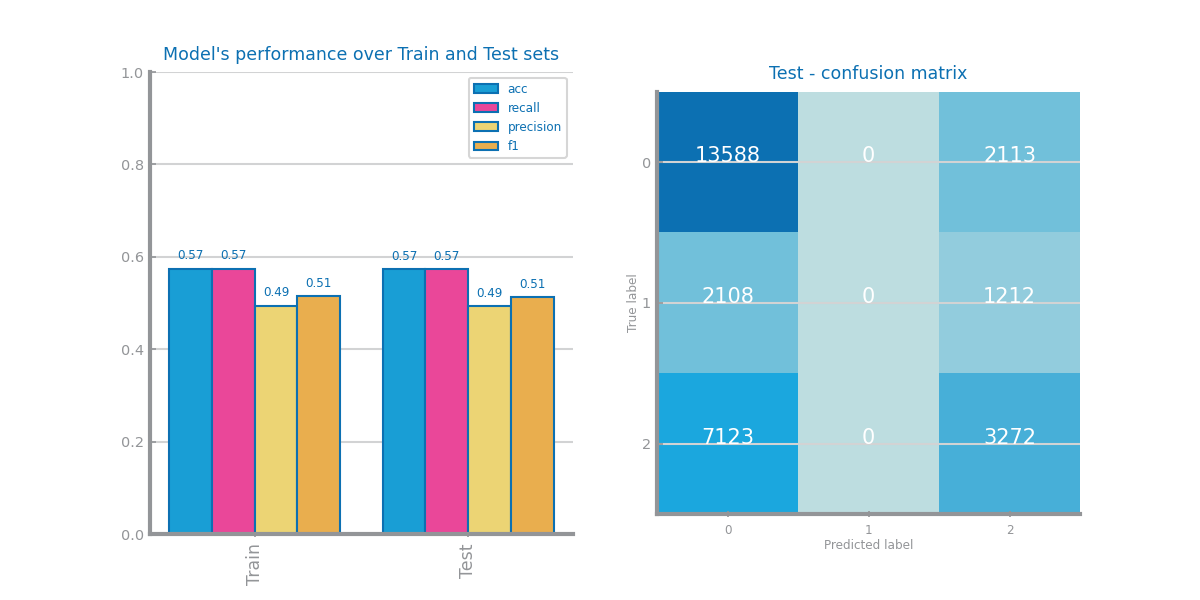 Model's performance over Train and Test sets
1.0
0.8
0.6
0.4
0.2
0.0
acc
recall
precision
f1
0.57 0.57 0.49 0.51
0.57 0.57 0.49 0.51
Train
Test
Test - confusion matrix
True label
0
1
2
13588 0 2113
2108 0 1212
7123 0 3272
0 1 2
Predicted label